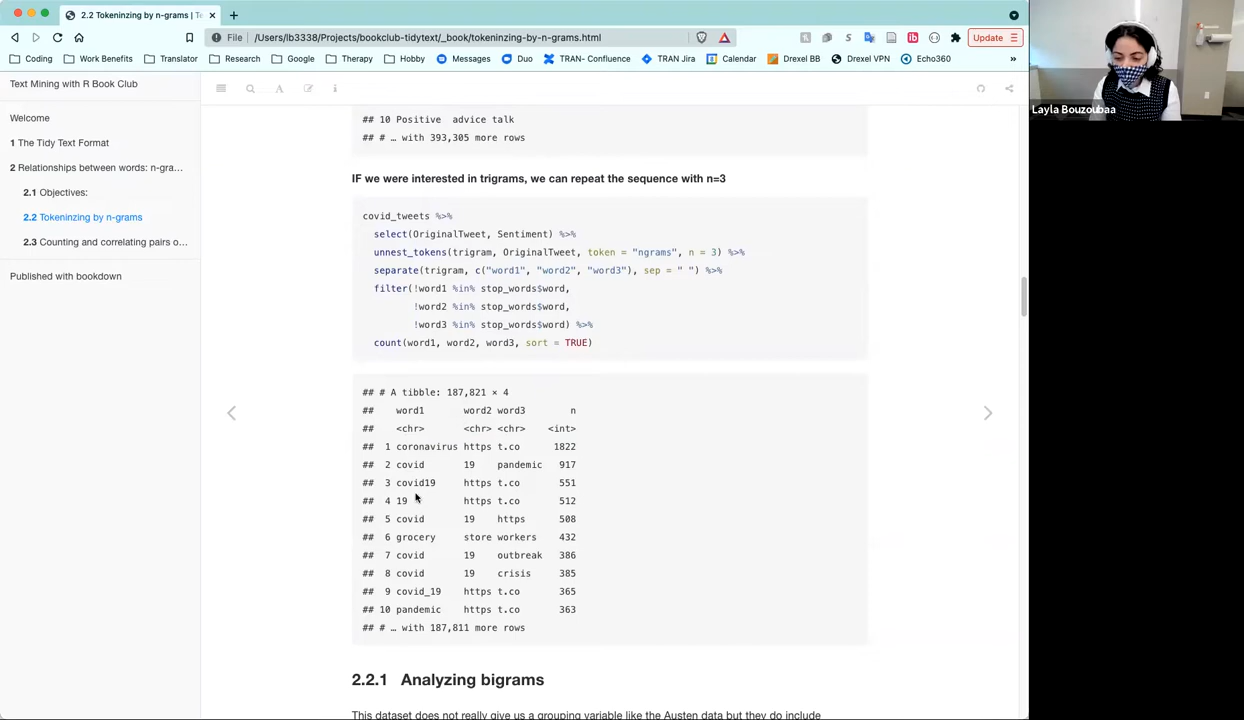 2.2 Tokeninzing by n-grams | Te
File
/Users/lb3338/Projects/bookclub-tidytext/_book/tokeninzing-by-n-grams.html
Update
Coding Work Benefits Translator Research Google Therapy Hobby Messages Duo TRAN- Confluence TRAN Jira Calendar Drexel BB Drexel VPN Echo360 »
Layla Bouzoubaa
Text Mining with R Book Club
Welcome
1 The Tidy Text Format
2 Relationships between words: n-gra…
2.1 Objectives:
2.2 Tokeninzing by n-grams
2.3 Counting and correlating pairs o…
Published with bookdown
## 10 Positive advice talk
## # … with 393,305 more rows
IF we were interested in trigrams, we can repeat the sequence with n=3
covid_tweets %>%
select(OriginalTweet, Sentiment) %>%
unnest_tokens(trigram, OriginalTweet, token = "ngrams", n = 3) %>%
separate(trigram, c("word1", "word2", "word3"), sep = " ") %>%
filter(!word1 %in% stop_words$word,
!word2 %in% stop_words$word,
!word3 %in% stop_words$word) %>%
count(word1, word2, word3, sort = TRUE)
## # A tibble: 187,821 × 4
## word1 word2 word3 n
## <chr> <chr> <chr> <int>
## 1 coronavirus https t.co 1822
## 2 covid 19 pandemic 917
## 3 covid19 https t.co 551
## 4 19 https t.co 512
## 5 covid 19 https 508
## 6 grocery store workers 432
## 7 covid 19 outbreak 386
## 8 covid 19 crisis 385
## 9 covid_19 https t.co 365
## 10 pandemic https t.co 363
## # … with 187,811 more rows
2.2.1 Analyzing bigrams
This dataset does not really give us a grouping variable like the Austen data but they do include